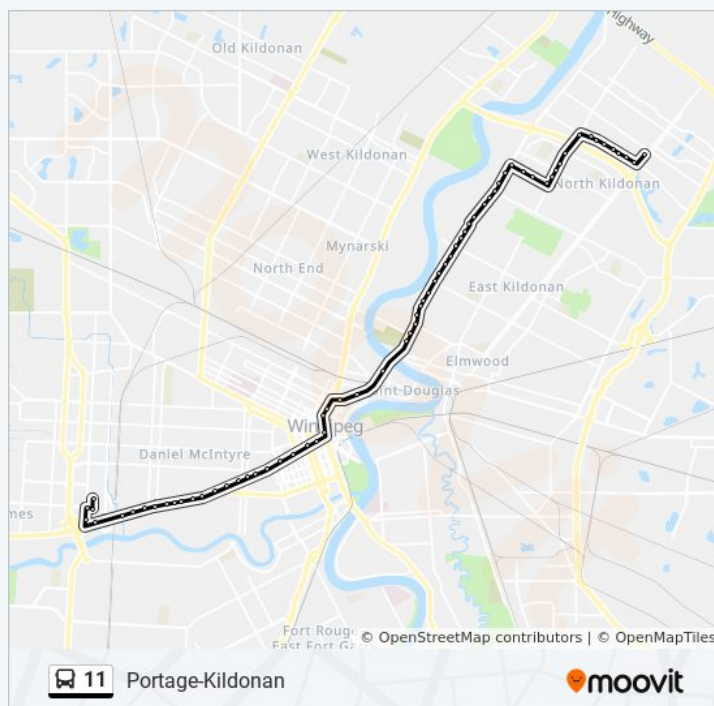 Highway
Old Kildonan
West Kildonan
North Kildonan
Mynarski
North End
East Kildonan
Elmwood
int Douglas
Winnipeg
Daniel McIntyre
mes
Fort Rouge
East Fort Ga
© OpenStreetMap contributors | © OpenMapTiles
11 Portage-Kildonan
moovit